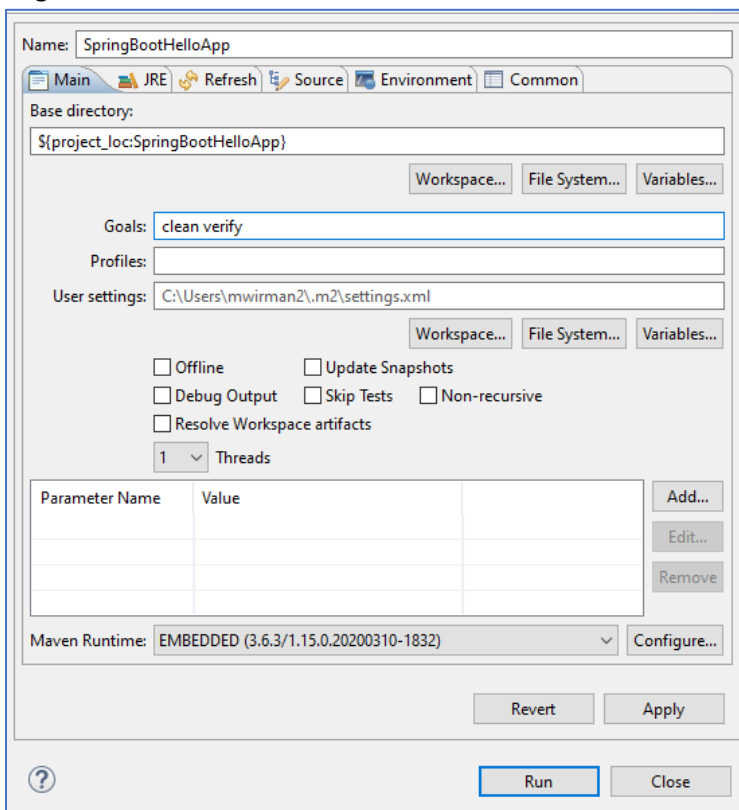 Name: SpringBootHelloApp
Main JRE Refresh Source Environment Common
Base directory:
${project_loc:SpringBootHelloApp}
Workspace... File System... Variables...
Goals: clean verify
Profiles:
User settings: C:\Users\mwirman2\.m2\settings.xml
Workspace... File System... Variables...
Offline Update Snapshots
Debug Output Skip Tests Non-recursive
Resolve Workspace artifacts
1 Threads
Parameter Name Value Add...
Edit...
Remove
Maven Runtime: EMBEDDED (3.6.3/1.15.0.20200310-1832) Configure...
Revert Apply
? Run Close